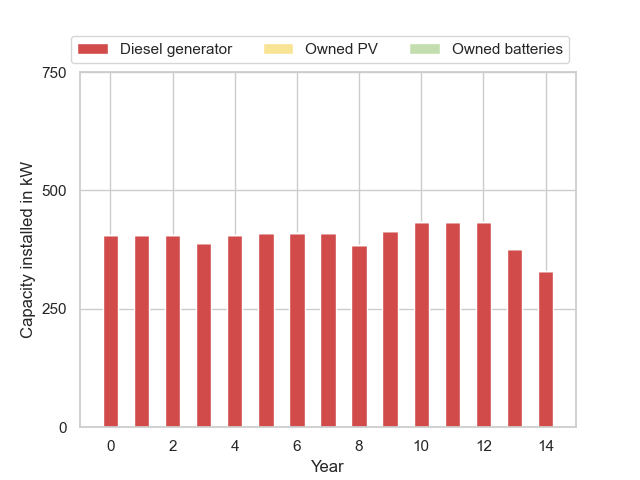 Diesel generator Owned PV Owned batteries
750
500
250
0
Capacity installed in kW
0 2 4 6 8 10 12 14
Year